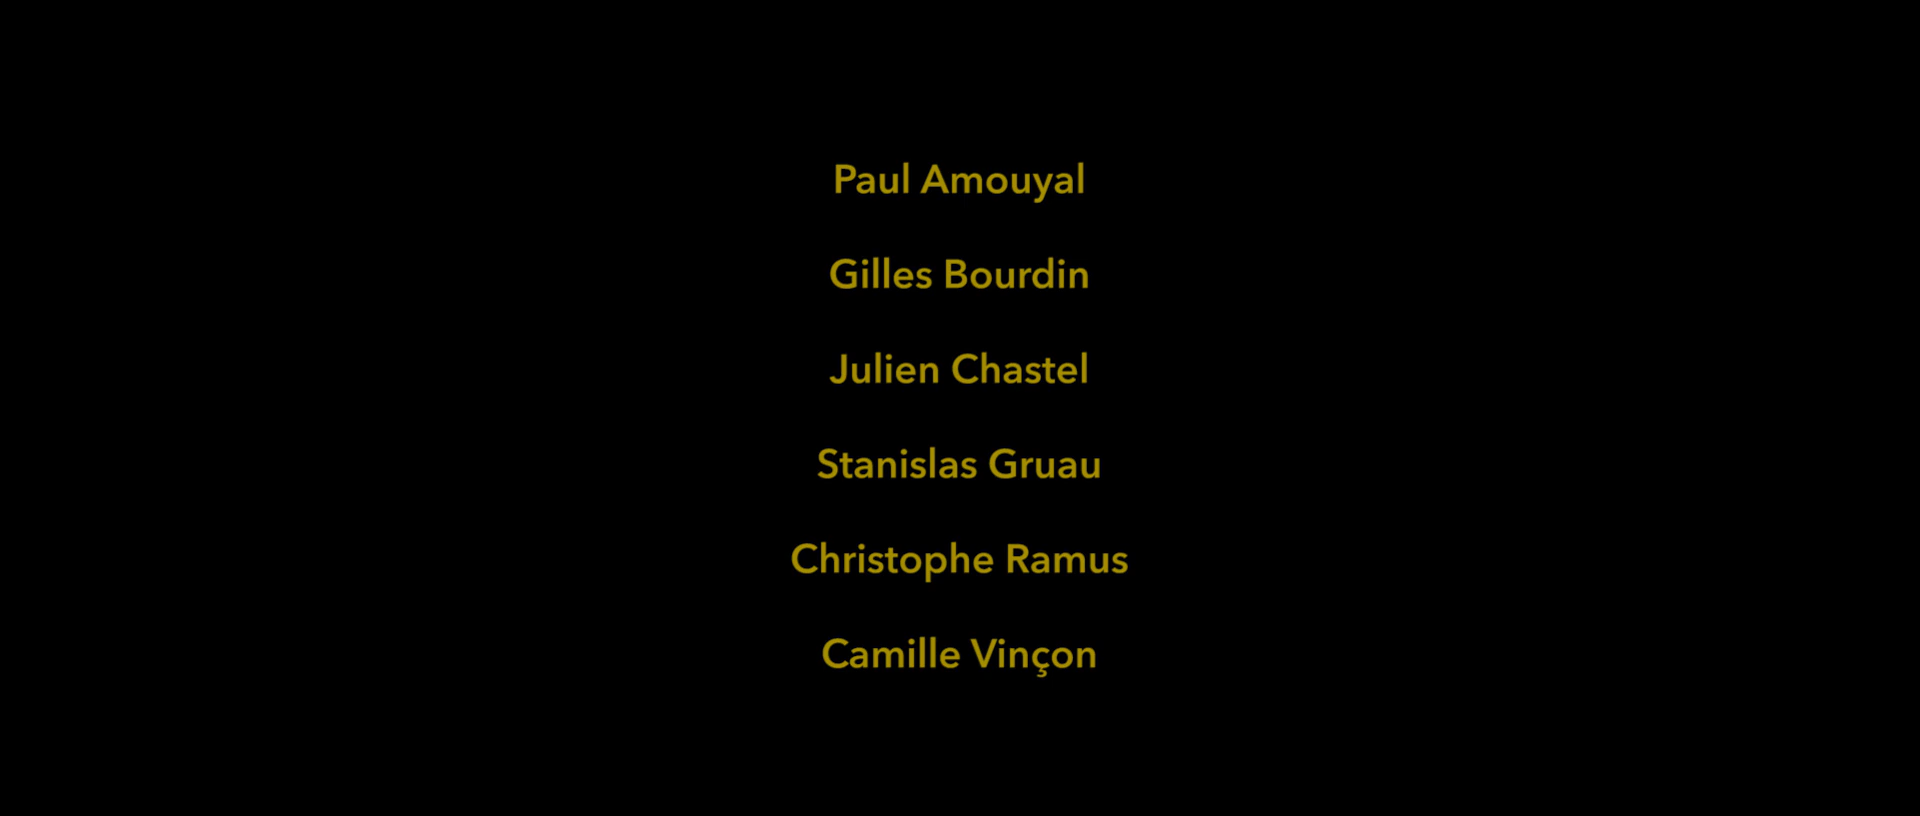 Paul Amouyal
Gilles Bourdin
Julien Chastel
Stanislas Gruau
Christophe Ramus
Camille Vinçon